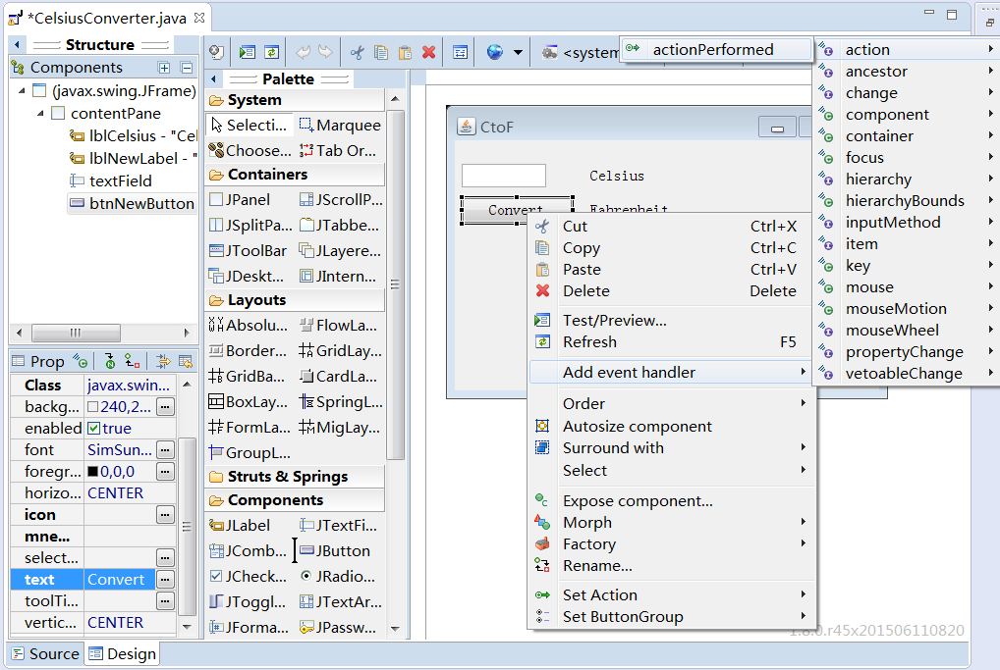 *CelsiusConverter.java
Structure
Components
(javax.swing.JFrame)
contentPane
lblCelsius - "Cel
lblNewLabel - "
textField
btnNewButton
Prop
Class javax.swin...
backg... 240,2...
enabled true
font SimSun...
foregr... 0,0,0
horizo... CENTER
icon
mne...
select...
text Convert
toolTi...
vertic... CENTER
Source Design
<system
Palette
System
Selecti... Marquee
Choose... Tab Or...
Containers
JPanel JScrollP...
JSplitPa... JTabbe...
JToolBar JLayere...
JDeskt... JIntern...
Layouts
Absolu... FlowLa...
Border... GridLay...
GridBa... CardLa...
BoxLay... SpringL...
FormLa... MigLay...
GroupL...
Struts & Springs
Components
JLabel JTextFi...
JComb... JButton
JCheck... JRadio...
JToggl... JTextAr...
JForma... JPassw...
CtoF
Celsius
Convert Fahrenheit
Cut Ctrl+X
Copy Ctrl+C
Paste Ctrl+V
Delete Delete
Test/Preview...
Refresh F5
Add event handler
Order
Autosize component
Surround with
Select
Expose component...
Morph
Factory
Rename...
Set Action
Set ButtonGroup
actionPerformed
action
ancestor
change
component
container
focus
hierarchy
hierarchyBounds
inputMethod
item
key
mouse
mouseMotion
mouseWheel
propertyChange
vetoableChange
1.8.0.r45x201506110820